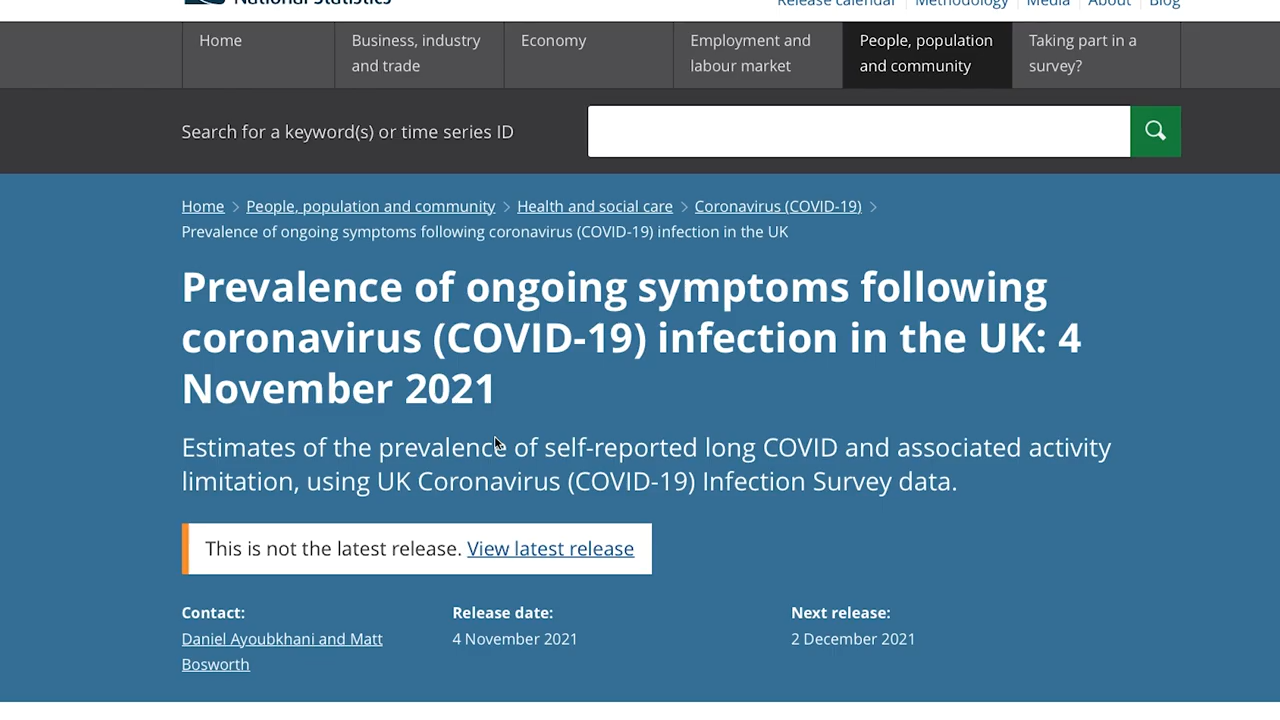 National Statistics
Release calendar Methodology Media About Blog
Home
Business, industry
and trade
Economy
Employment and
labour market
People, population
and community
Taking part in a
survey?
Search for a keyword(s) or time series ID
Home People, population and community Health and social care Coronavirus (COVID-19)
Prevalence of ongoing symptoms following coronavirus (COVID-19) infection in the UK
Prevalence of ongoing symptoms following
coronavirus (COVID-19) infection in the UK: 4
November 2021
Estimates of the prevalence of self-reported long COVID and associated activity
limitation, using UK Coronavirus (COVID-19) Infection Survey data.
This is not the latest release. View latest release
Contact:
Daniel Ayoubkhani and Matt
Bosworth
Release date:
4 November 2021
Next release:
2 December 2021